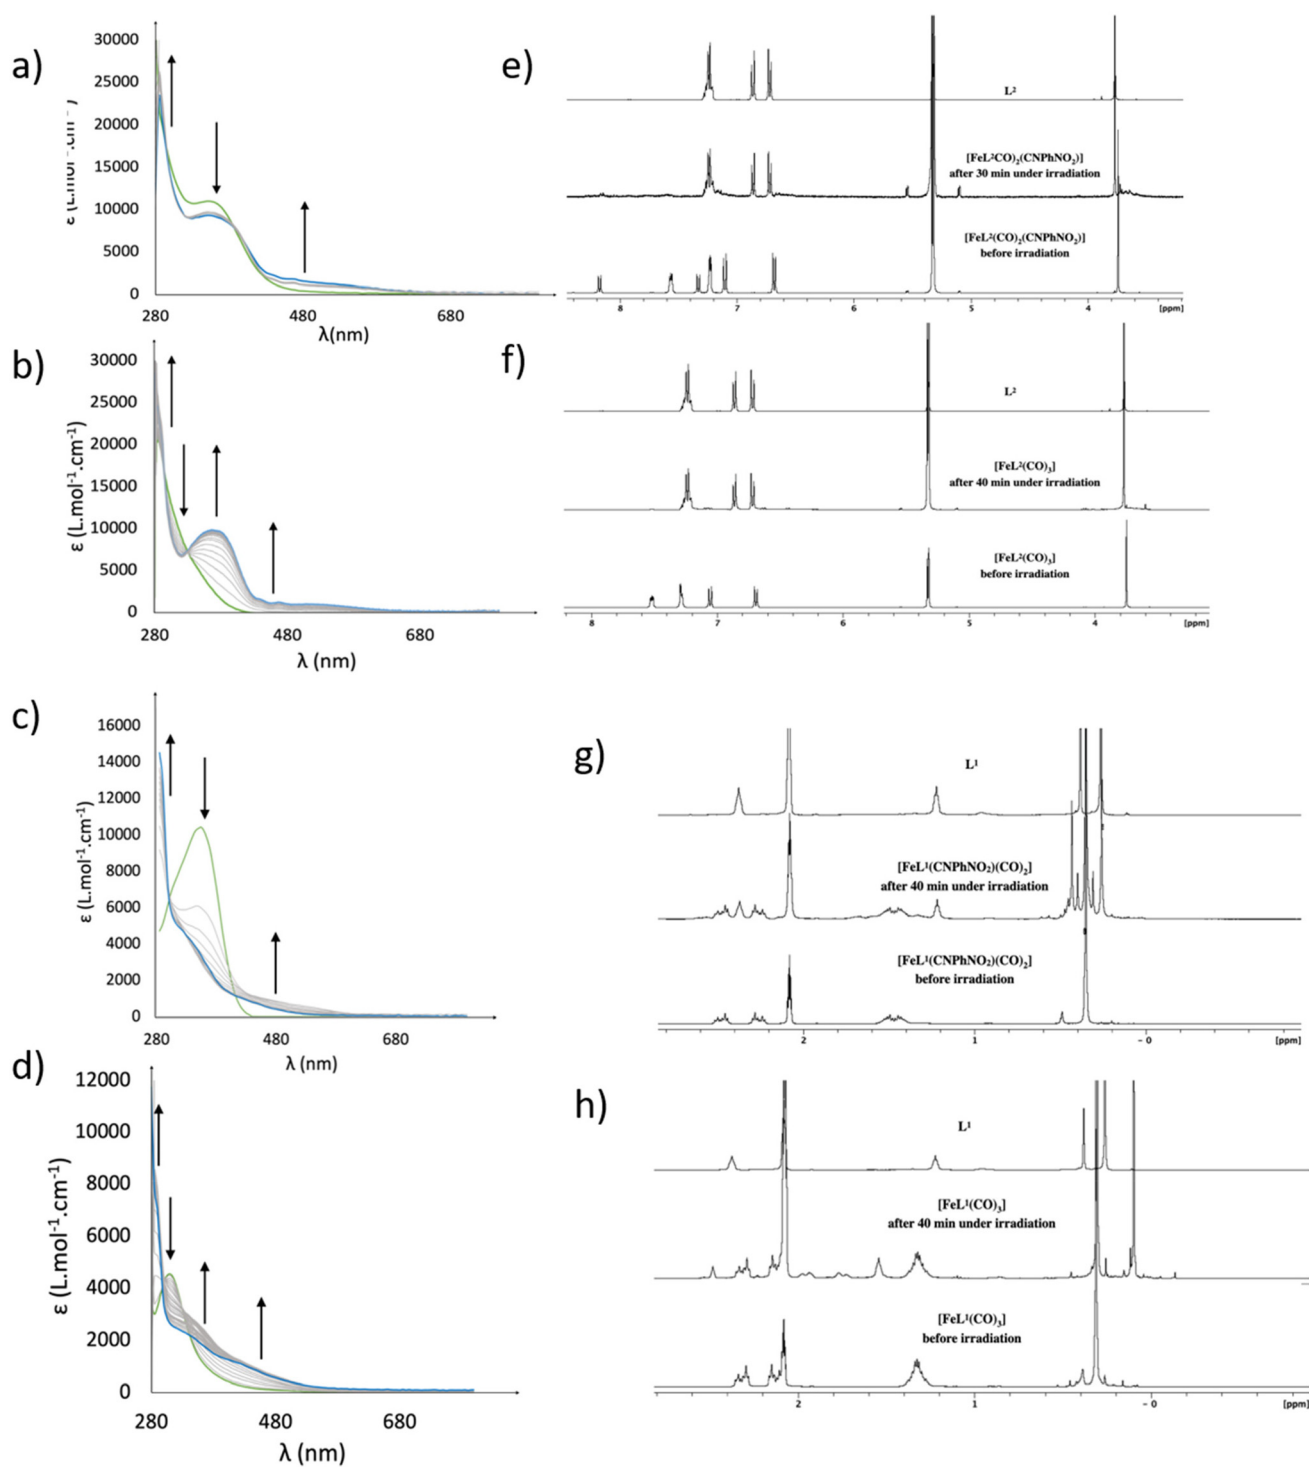 a)
30000
25000
20000
15000
10000
5000
0
280 480 680
λ(nm)
e)
L²
[FeL²CO)₂(CNPhNO₂)]
after 30 min under irradiation
[FeL²(CO)₂(CNPhNO₂)]
before irradiation
8 7 6 5 4 [ppm]
b)
30000
25000
20000
15000
10000
5000
0
ε (L.mol⁻¹.cm⁻¹)
280 480 680
λ (nm)
f)
L²
[FeL²(CO)₃]
after 40 min under irradiation
[FeL²(CO)₃]
before irradiation
8 7 6 5 4 [ppm]
c)
16000
14000
12000
10000
8000
6000
4000
2000
0
ε (L.mol⁻¹.cm⁻¹)
280 480 680
λ (nm)
g)
L¹
[FeL¹(CNPhNO₂)(CO)₂]
after 40 min under irradiation
[FeL¹(CNPhNO₂)(CO)₂]
before irradiation
2 1 - 0 [ppm]
d)
12000
10000
8000
6000
4000
2000
0
ε (L.mol⁻¹.cm⁻¹)
280 480 680
λ (nm)
h)
L¹
[FeL¹(CO)₃]
after 40 min under irradiation
[FeL¹(CO)₃]
before irradiation
2 1 - 0 [ppm]